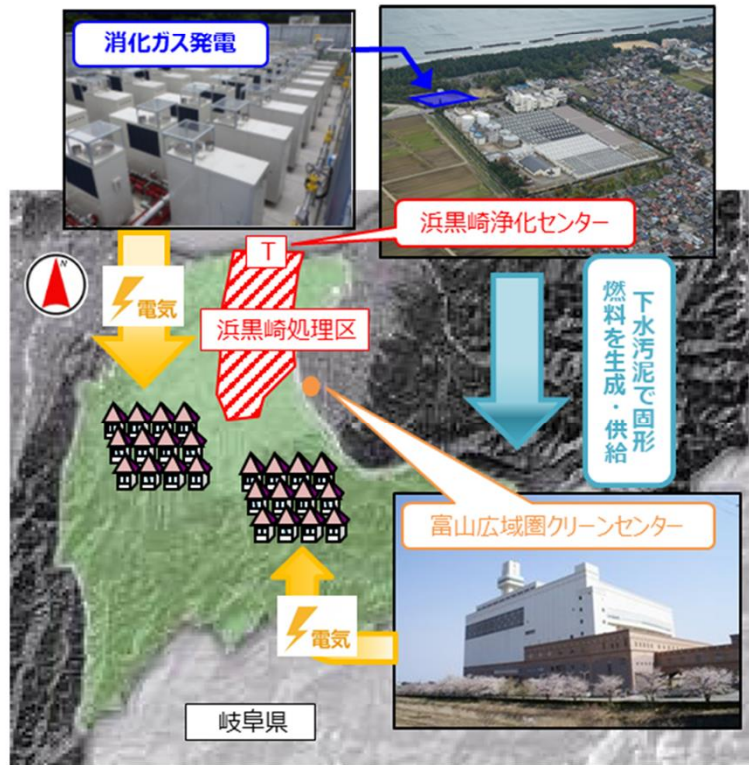 消化ガス発電
浜黒崎浄化センター
T
N
電気
浜黒崎処理区
下水汚泥で固形
燃料を生成・供給
富山広域圏クリーンセンター
電気
岐阜県